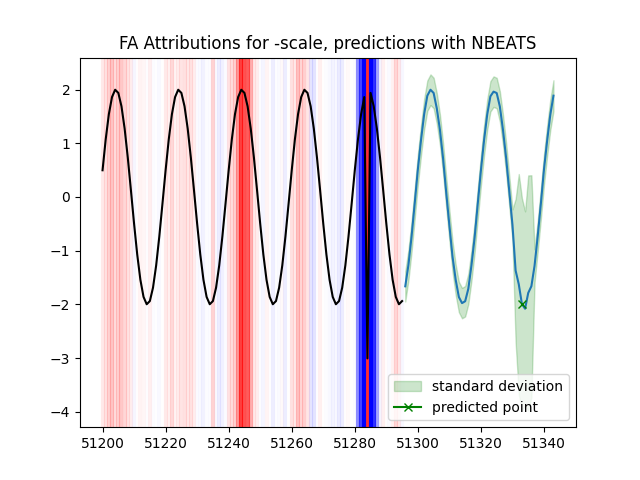 FA Attributions for -scale, predictions with NBEATS
2
1
0
−1
−2
−3
−4
standard deviation
predicted point
51200 51220 51240 51260 51280 51300 51320 51340